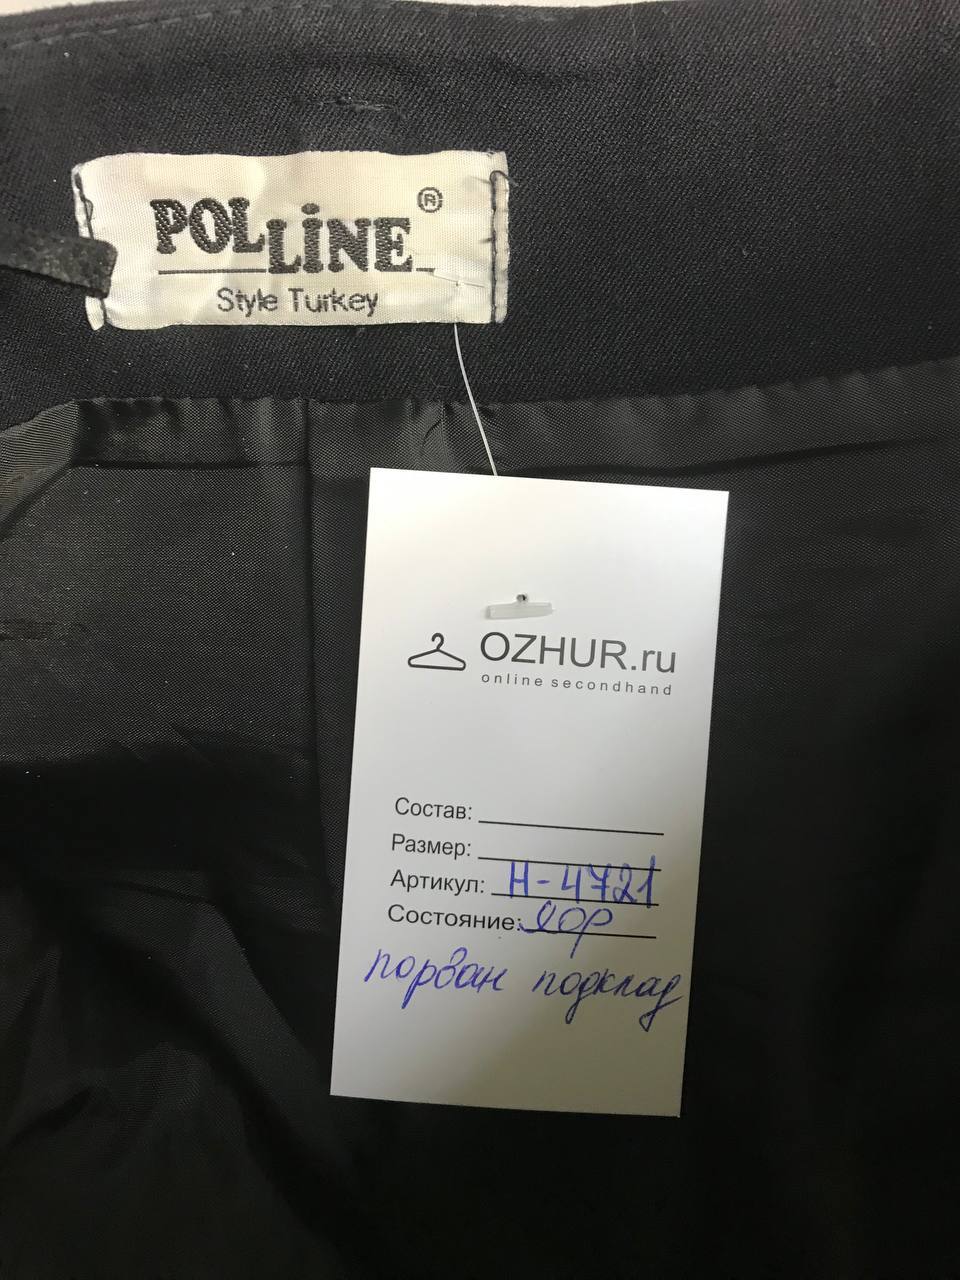 POLLiNE ®
Style Turkey
OZHUR.ru
online secondhand
Состав:
Размер:
Артикул: Н-4721
Состояние: хор
порван подклад